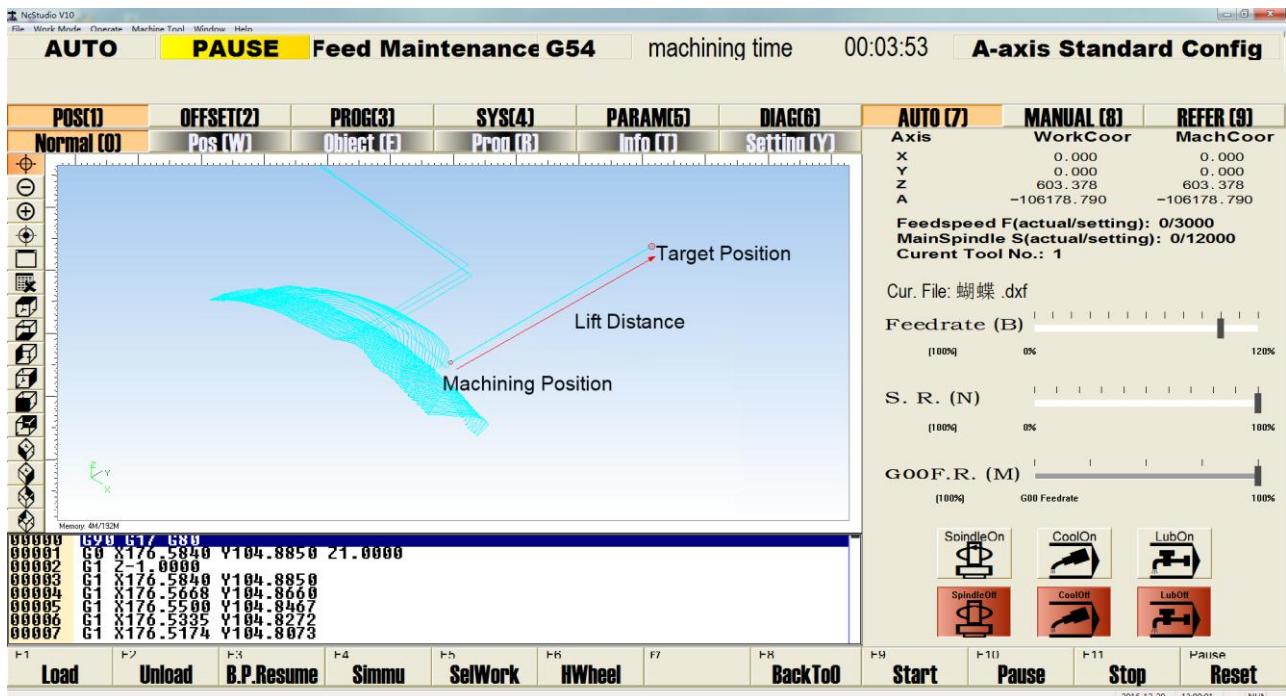 NcStudio V10
File Work Mode Operate Machine Tool Window Help
AUTO PAUSE Feed Maintenance G54 machining time 00:03:53 A-axis Standard Config
POS(1) OFFSET(2) PROG(3) SYS(4) PARAM(5) DIAG(6) AUTO (7) MANUAL (8) REFER (9)
Normal (O) Pos (W) Object (E) Prog (R) Info (T) Setting (Y)
Axis WorkCoor MachCoor
X 0.000 0.000
Y 0.000 0.000
Z 603.378 603.378
A -106178.790 -106178.790
Feedspeed F(actual/setting): 0/3000
MainSpindle S(actual/setting): 0/12000
Curent Tool No.: 1
Cur. File: 蝴蝶 .dxf
Target Position
Lift Distance
Machining Position
Z
Y
X
Memory: 4M/192M
Feedrate (B)
(100%) 0% 120%
S. R. (N)
(100%) 0% 100%
G00F.R. (M)
(100%) G00 Feedrate 100%
00000 G90 G17 G80
00001 G0 X176.5840 Y104.8850 Z1.0000
00002 G1 Z-1.0000
00003 G1 X176.5840 Y104.8850
00004 G1 X176.5668 Y104.8660
00005 G1 X176.5500 Y104.8467
00006 G1 X176.5335 Y104.8272
00007 G1 X176.5174 Y104.8073
SpindleOn CoolOn LubOn
SpindleOff CoolOff LubOff
F1 F2 F3 F4 F5 F6 F7 F8 F9 F10 F11 Pause
Load Unload B.P.Resume Simmu SelWork HWheel BackTo0 Start Pause Stop Reset